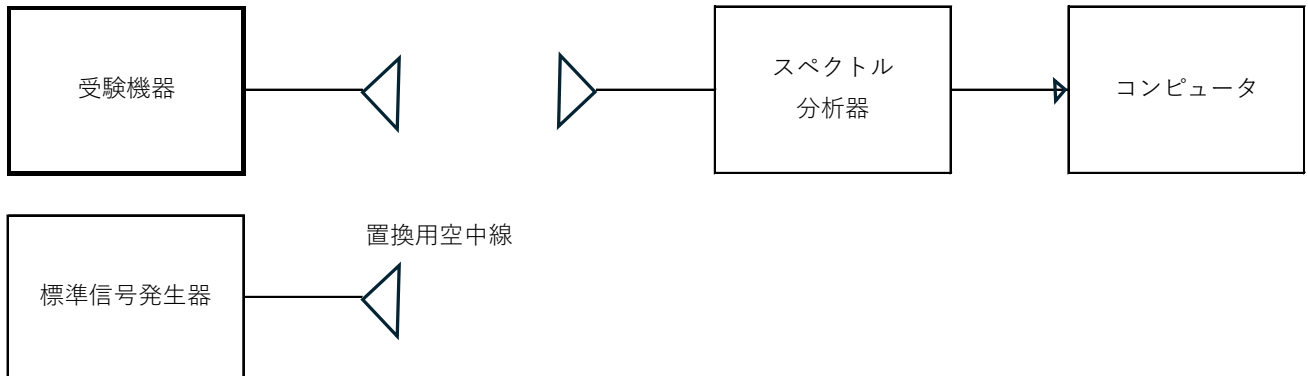 受験機器
スペクトル
分析器
コンピュータ
置換用空中線
標準信号発生器